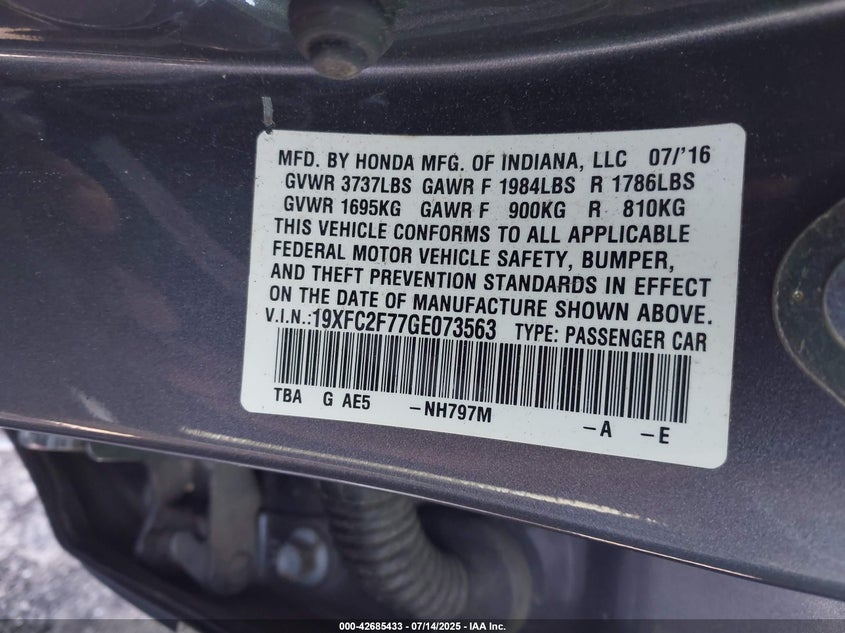 MFD. BY HONDA MFG. OF INDIANA, LLC 07/'16
GVWR 3737LBS GAWR F 1984LBS R 1786LBS
GVWR 1695KG GAWR F 900KG R 810KG
THIS VEHICLE CONFORMS TO ALL APPLICABLE
FEDERAL MOTOR VEHICLE SAFETY, BUMPER,
AND THEFT PREVENTION STANDARDS IN EFFECT
ON THE DATE OF MANUFACTURE SHOWN ABOVE.
V.I.N.:19XFC2F77GE073563 TYPE: PASSENGER CAR
TBA G AE5 -NH797M
-A -E
000-42685433 - 07/14/2025 - IAA Inc.